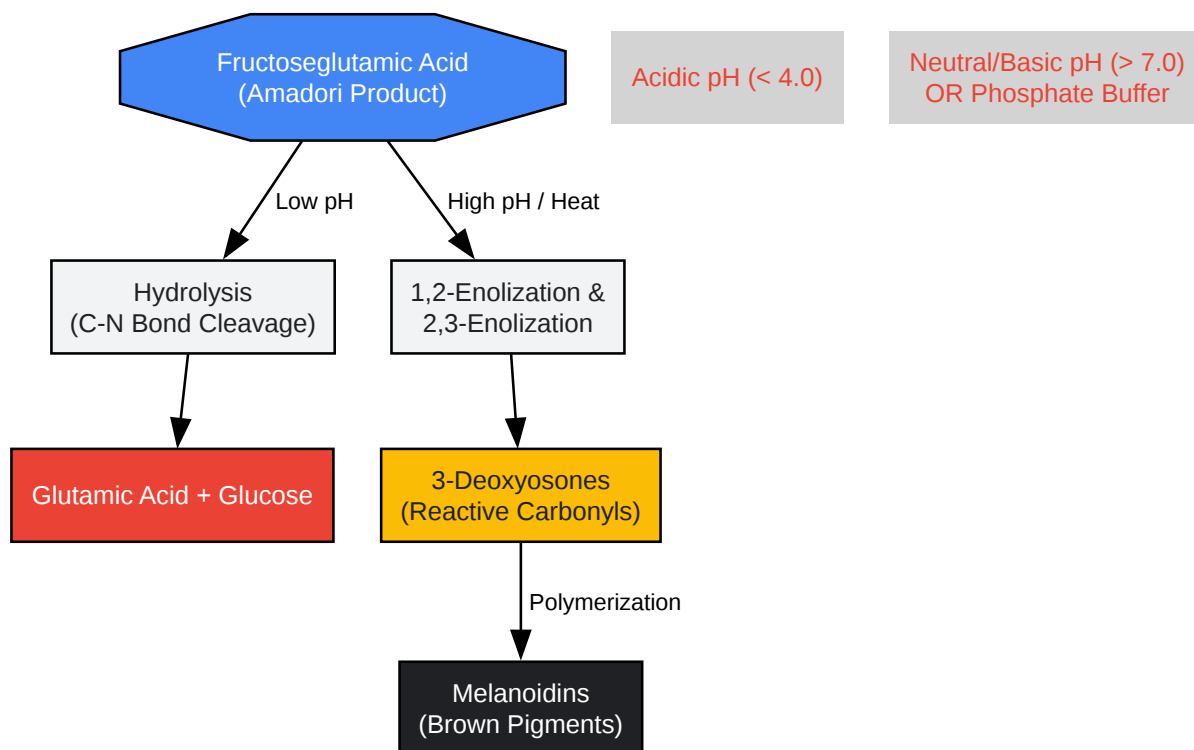 Fructoseglutamic Acid
(Amadori Product)
Acidic pH (< 4.0)
Neutral/Basic pH (> 7.0)
OR Phosphate Buffer
Low pH
High pH / Heat
Hydrolysis
(C-N Bond Cleavage)
1,2-Enolization &
2,3-Enolization
Glutamic Acid + Glucose
3-Deoxyosones
(Reactive Carbonyls)
Polymerization
Melanoidins
(Brown Pigments)